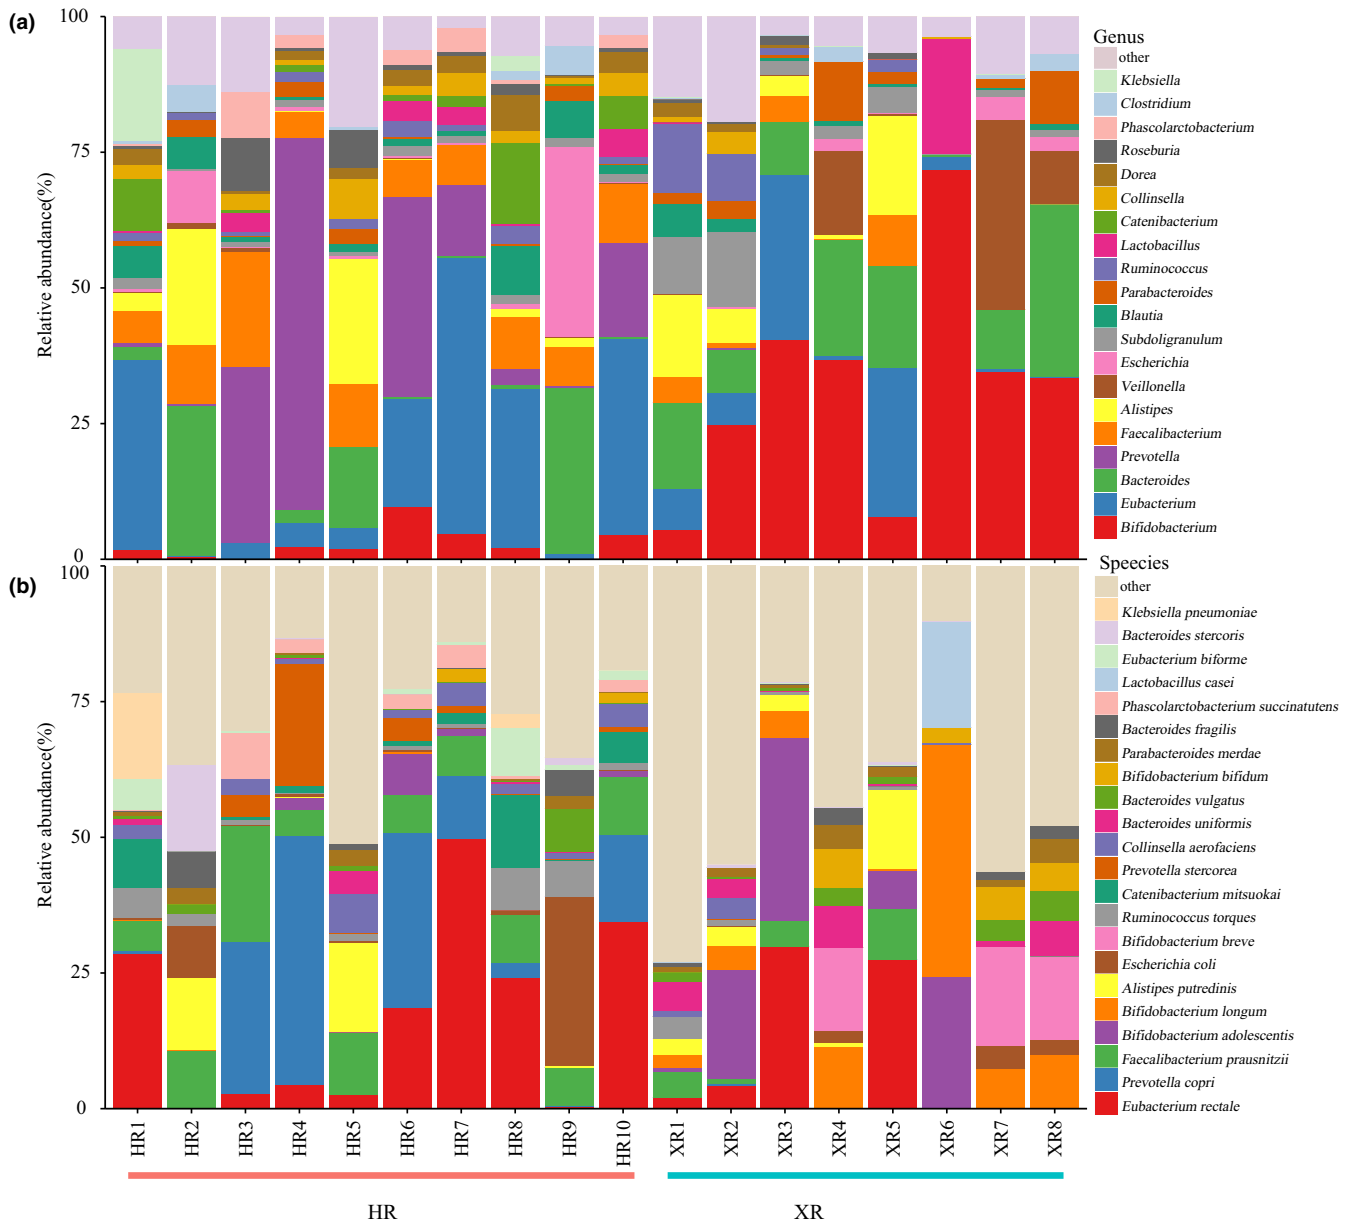 (a)
100
75
50
25
0
Relative abundance(%)
Genus
other
Klebsiella
Clostridium
Phascolarctobacterium
Roseburia
Dorea
Collinsella
Catenibacterium
Lactobacillus
Ruminococcus
Parabacteroides
Blautia
Subdoligranulum
Escherichia
Veillonella
Alistipes
Faecalibacterium
Prevotella
Bacteroides
Eubacterium
Bifidobacterium
(b)
100
75
50
25
0
Relative abundance(%)
Speecies
other
Klebsiella pneumoniae
Bacteroides stercoris
Eubacterium biforme
Lactobacillus casei
Phascolarctobacterium succinatutens
Bacteroides fragilis
Parabacteroides merdae
Bifidobacterium bifidum
Bacteroides vulgatus
Bacteroides uniformis
Collinsella aerofaciens
Prevotella stercorea
Catenibacterium mitsuokai
Ruminococcus torques
Bifidobacterium breve
Escherichia coli
Alistipes putredinis
Bifidobacterium longum
Bifidobacterium adolescentis
Faecalibacterium prausnitzii
Prevotella copri
Eubacterium rectale
HR1 HR2 HR3 HR4 HR5 HR6 HR7 HR8 HR9 HR10 XR1 XR2 XR3 XR4 XR5 XR6 XR7 XR8
HR XR